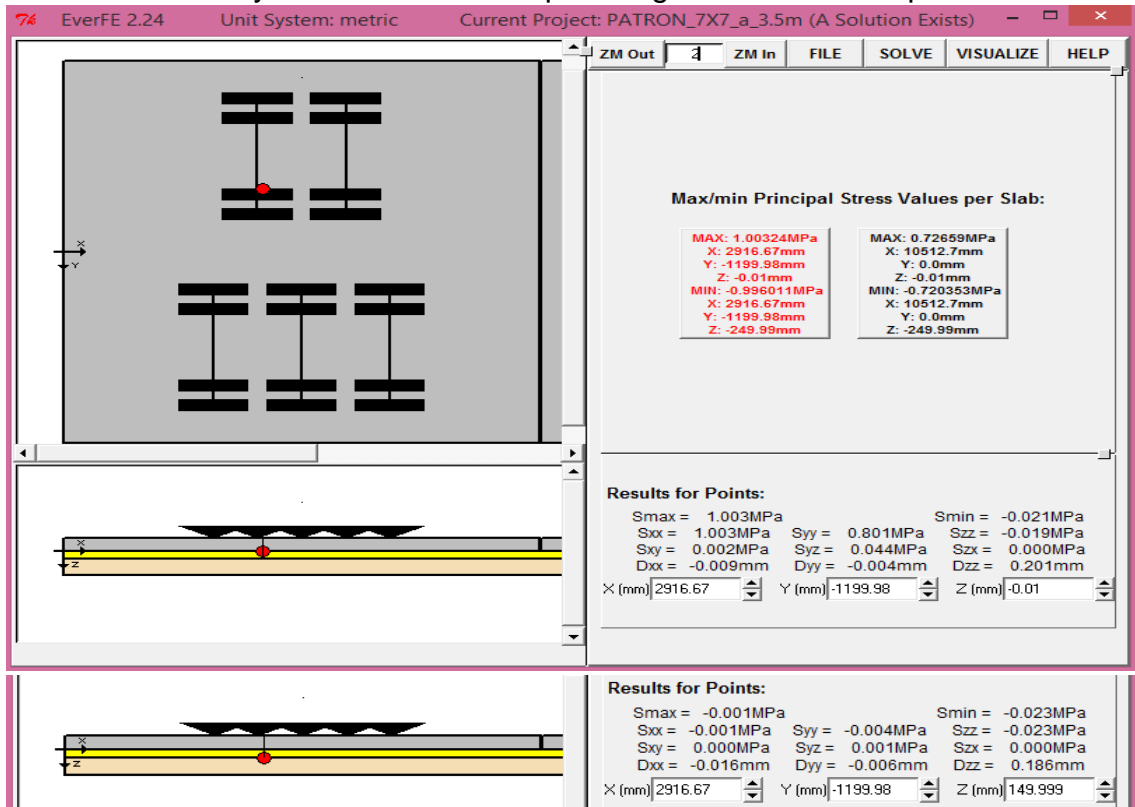 EverFE 2.24 Unit System: metric Current Project: PATRON_7X7_a_3.5m (A Solution Exists)
ZM Out 2 ZM In FILE SOLVE VISUALIZE HELP
X
Y
Max/min Principal Stress Values per Slab:
MAX: 1.00324MPa
X: 2916.67mm
Y: -1199.98mm
Z: -0.01mm
MIN: -0.996011MPa
X: 2916.67mm
Y: -1199.98mm
Z: -249.99mm
MAX: 0.72659MPa
X: 10512.7mm
Y: 0.0mm
Z: -0.01mm
MIN: -0.720353MPa
X: 10512.7mm
Y: 0.0mm
Z: -249.99mm
X
Z
Results for Points:
Smax = 1.003MPa Smin = -0.021MPa
Sxx = 1.003MPa Syy = 0.801MPa Szz = -0.019MPa
Sxy = 0.002MPa Syz = 0.044MPa Szx = 0.000MPa
Dxx = -0.009mm Dyy = -0.004mm Dzz = 0.201mm
X (mm) 2916.67 Y (mm) -1199.98 Z (mm) -0.01
X
Z
Results for Points:
Smax = -0.001MPa Smin = -0.023MPa
Sxx = -0.001MPa Syy = -0.004MPa Szz = -0.023MPa
Sxy = 0.000MPa Syz = 0.001MPa Szx = 0.000MPa
Dxx = -0.016mm Dyy = -0.006mm Dzz = 0.186mm
X (mm) 2916.67 Y (mm) -1199.98 Z (mm) 149.999